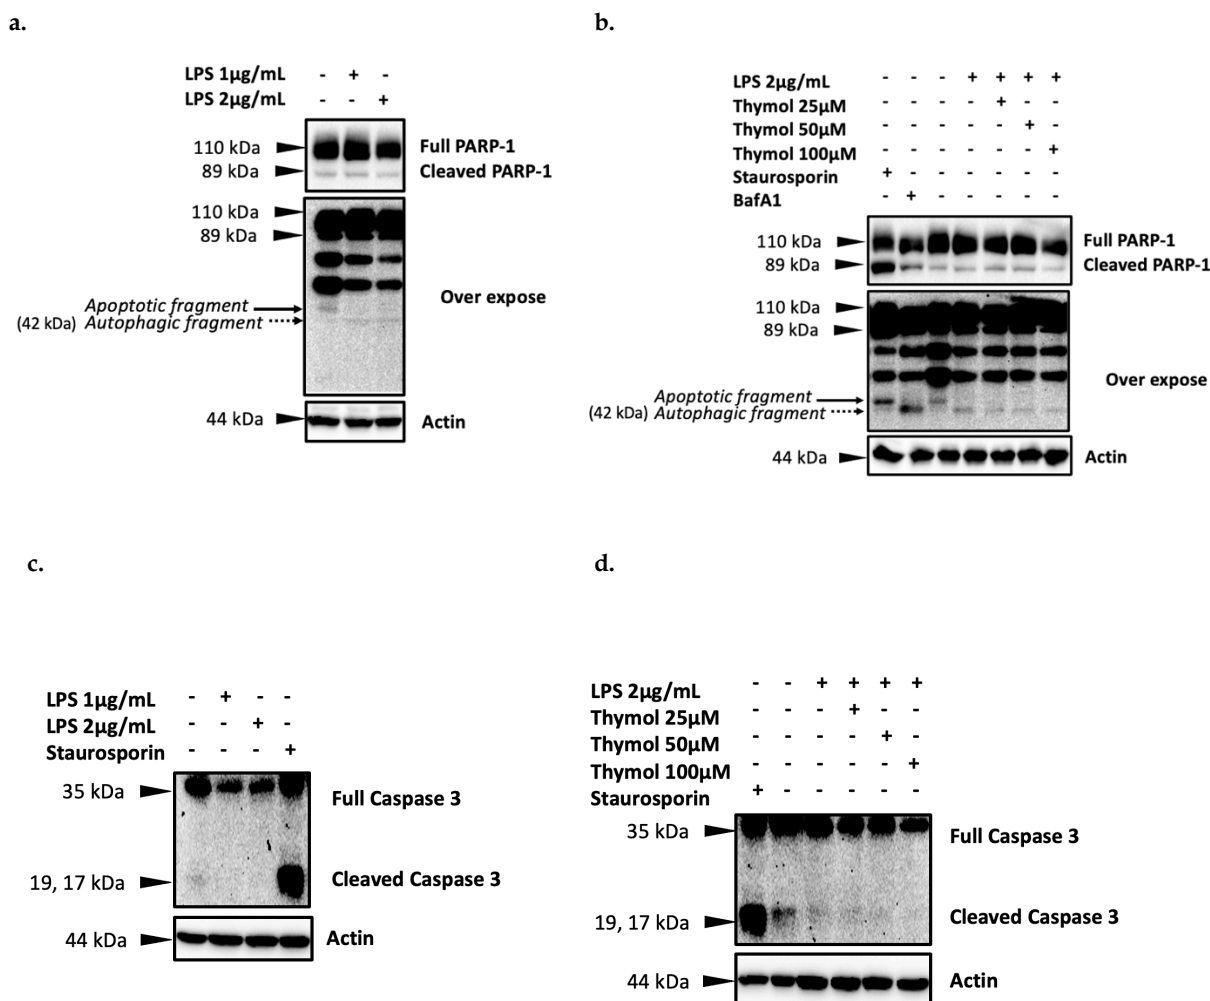 a.
LPS 1µg/mL - + -
LPS 2µg/mL - - +
110 kDa Full PARP-1
89 kDa Cleaved PARP-1
110 kDa
89 kDa
Over expose
Apoptotic fragment
(42 kDa) Autophagic fragment
44 kDa Actin
b.
LPS 2µg/mL - - - + + + +
Thymol 25µM - - - - + - -
Thymol 50µM - - - - - + -
Thymol 100µM - - - - - - +
Staurosporin + - - - - - -
BafA1 - + - - - - -
110 kDa Full PARP-1
89 kDa Cleaved PARP-1
110 kDa
89 kDa
Over expose
Apoptotic fragment
(42 kDa) Autophagic fragment
44 kDa Actin
c.
LPS 1µg/mL - + - -
LPS 2µg/mL - - + -
Staurosporin - - - +
35 kDa Full Caspase 3
19, 17 kDa Cleaved Caspase 3
44 kDa Actin
d.
LPS 2µg/mL - - + + + +
Thymol 25µM - - - + - -
Thymol 50µM - - - - + -
Thymol 100µM - - - - - +
Staurosporin + - - - - -
35 kDa Full Caspase 3
19, 17 kDa Cleaved Caspase 3
44 kDa Actin